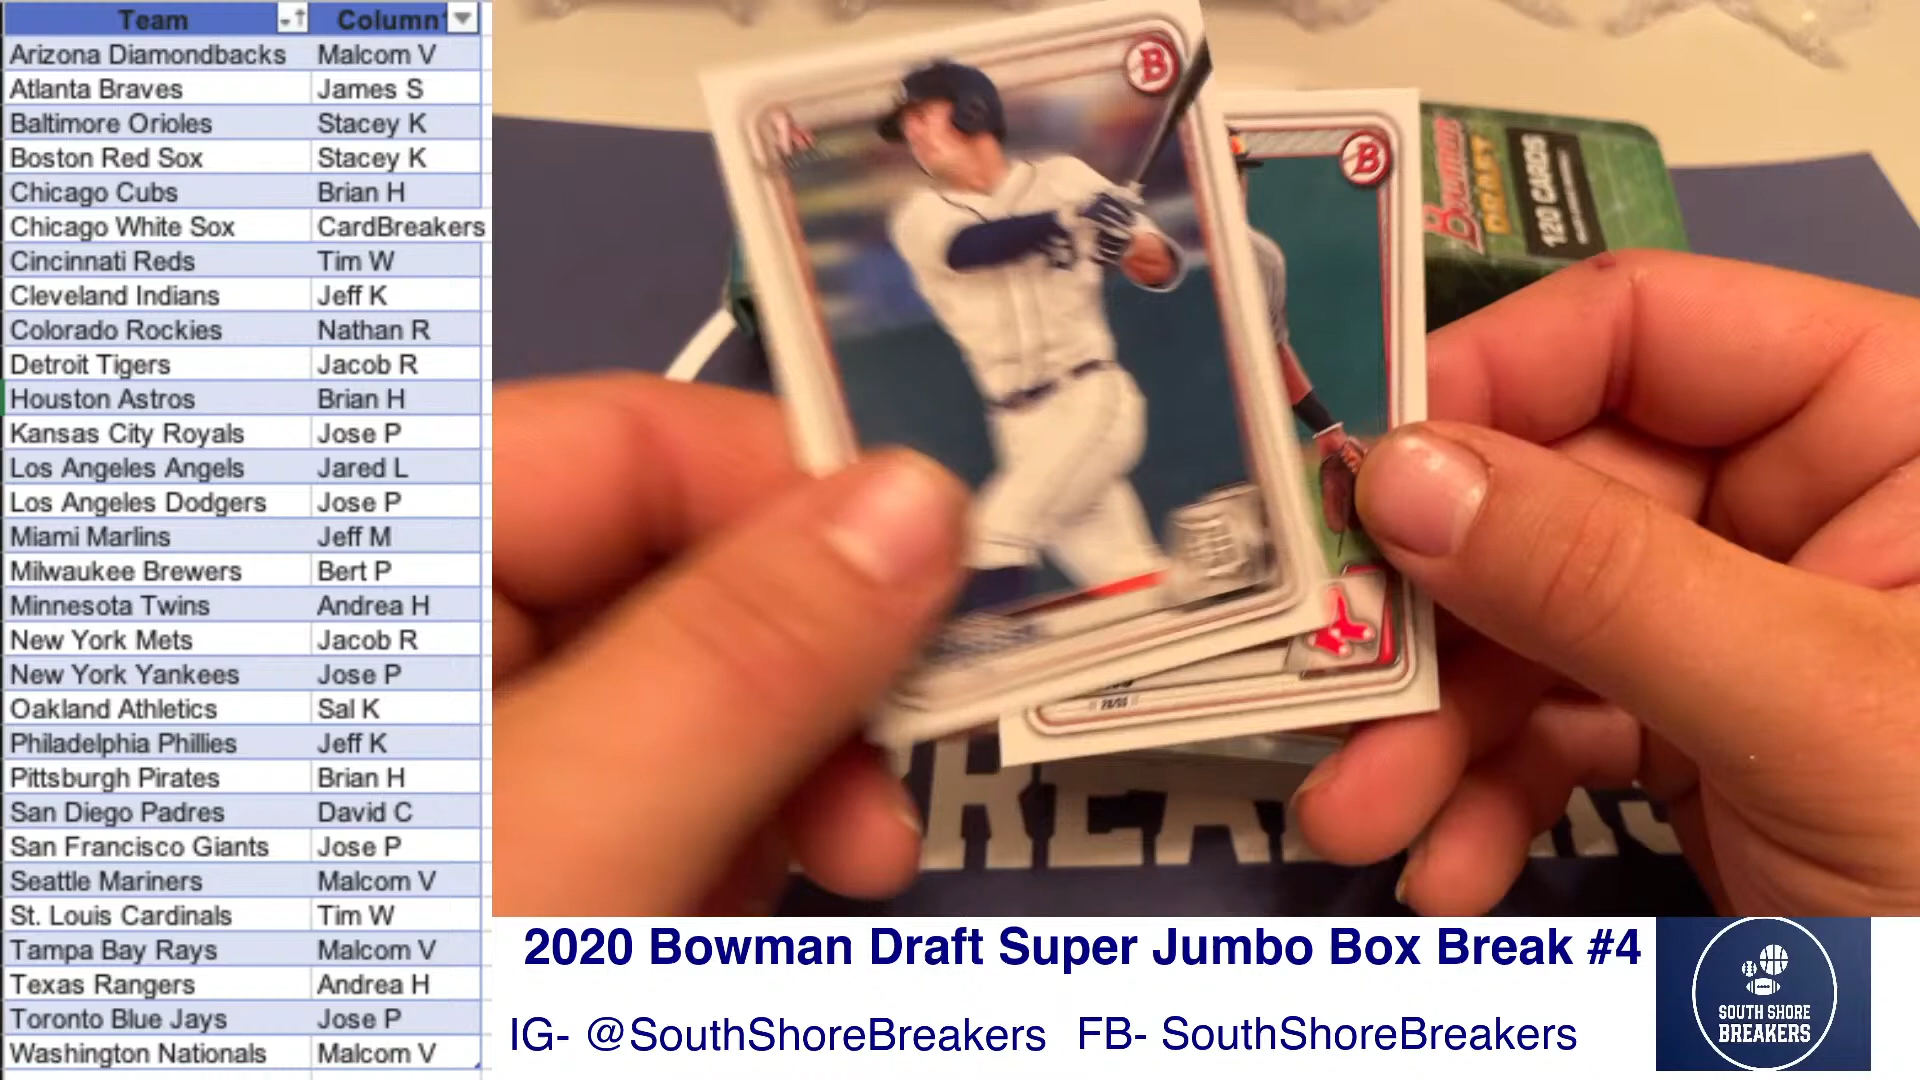 Team Column
Arizona Diamondbacks Malcom V
Atlanta Braves James S
Baltimore Orioles Stacey K
Boston Red Sox Stacey K
Chicago Cubs Brian H
Chicago White Sox CardBreakers
Cincinnati Reds Tim W
Cleveland Indians Jeff K
Colorado Rockies Nathan R
Detroit Tigers Jacob R
Houston Astros Brian H
Kansas City Royals Jose P
Los Angeles Angels Jared L
Los Angeles Dodgers Jose P
Miami Marlins Jeff M
Milwaukee Brewers Bert P
Minnesota Twins Andrea H
New York Mets Jacob R
New York Yankees Jose P
Oakland Athletics Sal K
Philadelphia Phillies Jeff K
Pittsburgh Pirates Brian H
San Diego Padres David C
San Francisco Giants Jose P
Seattle Mariners Malcom V
St. Louis Cardinals Tim W
Tampa Bay Rays Malcom V
Texas Rangers Andrea H
Toronto Blue Jays Jose P
Washington Nationals Malcom V
B
B
Bowman
DRAFT
120 CARDS
2020 Bowman Draft Super Jumbo Box Break #4
IG- @SouthShoreBreakers FB- SouthShoreBreakers
SOUTH SHORE
BREAKERS